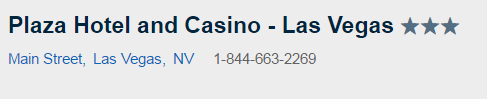 Plaza Hotel and Casino - Las Vegas ★★★
Main Street, Las Vegas, NV 1-844-663-2269